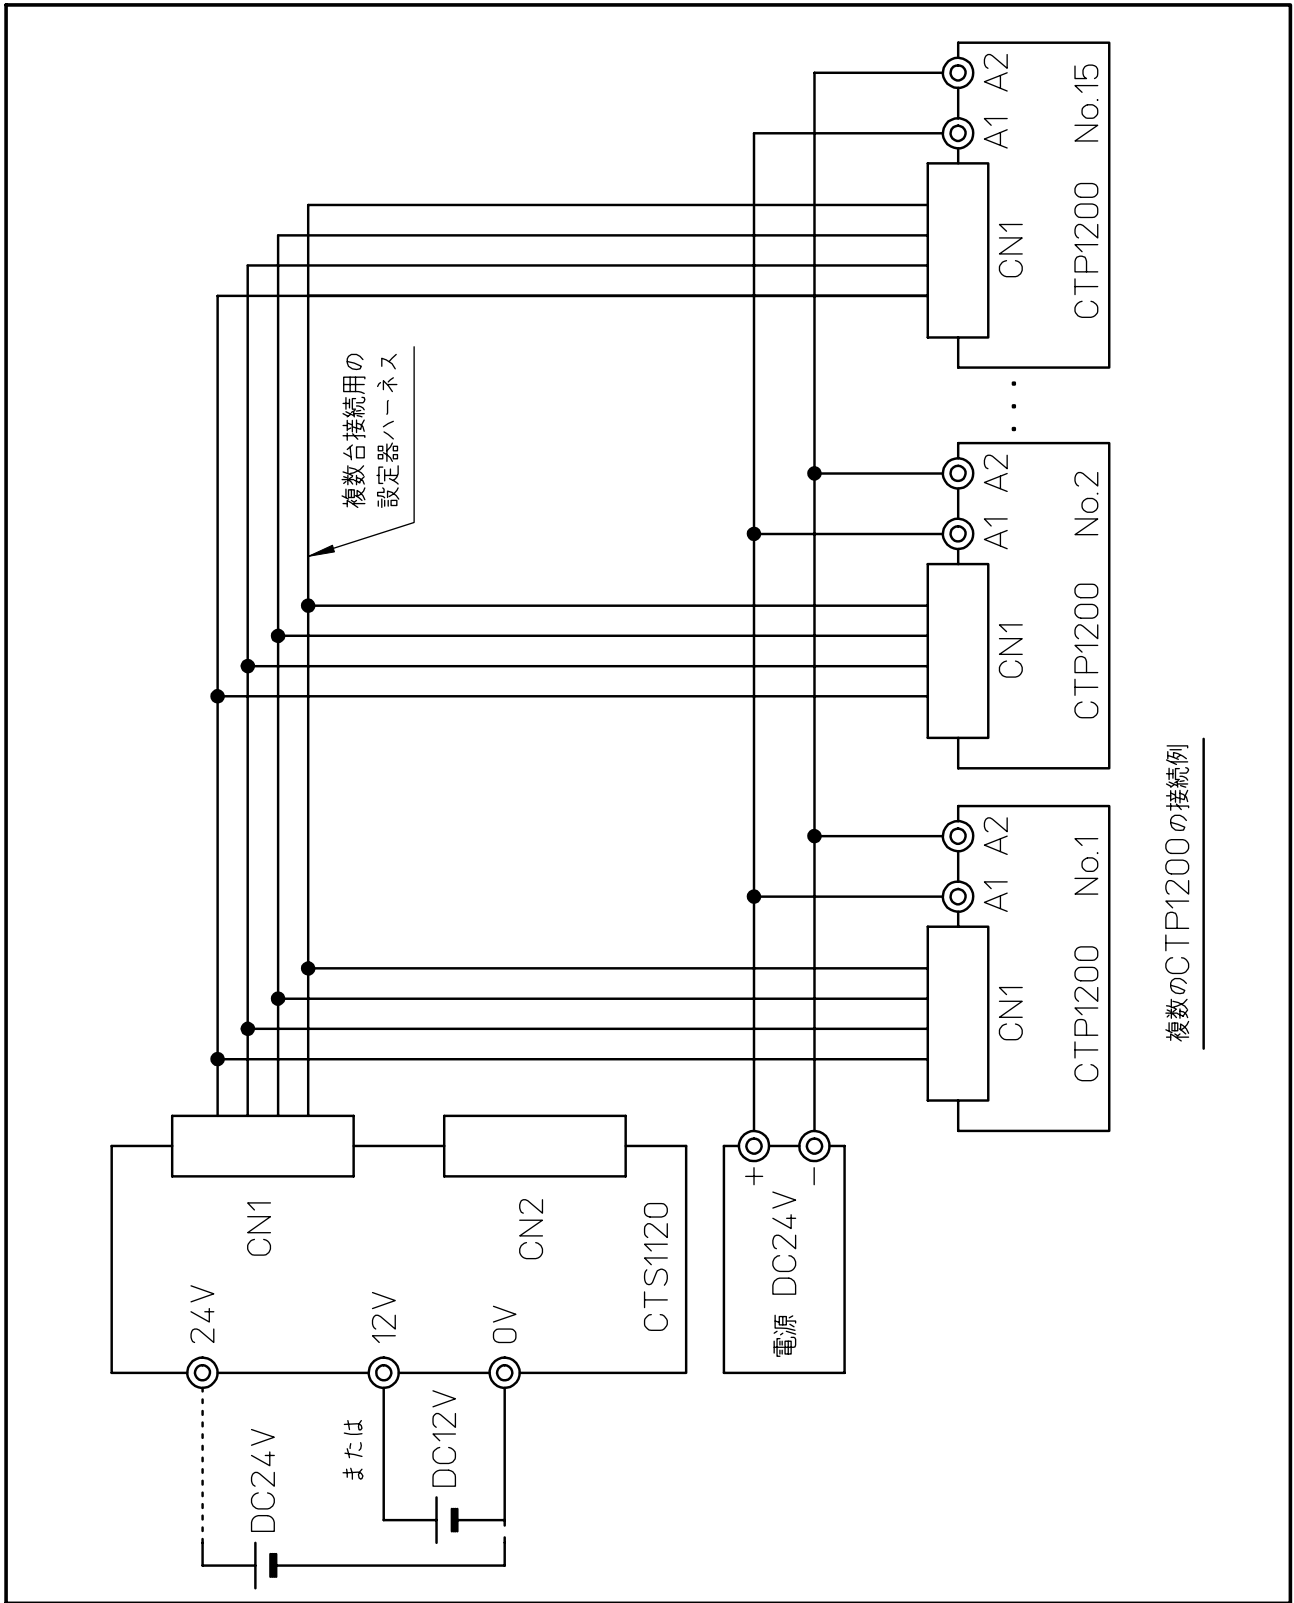 DC24V
または
DC12V
24V
12V
0V
CN1
CN2
CTS1120
電源 DC24V
+
−
複数台接続用の
設定器ハーネス
CN1
A1
A2
CTP1200
No.1
CN1
A1
A2
CTP1200
No.2
・・・
CN1
A1
A2
CTP1200
No.15
複数のCTP1200の接続例